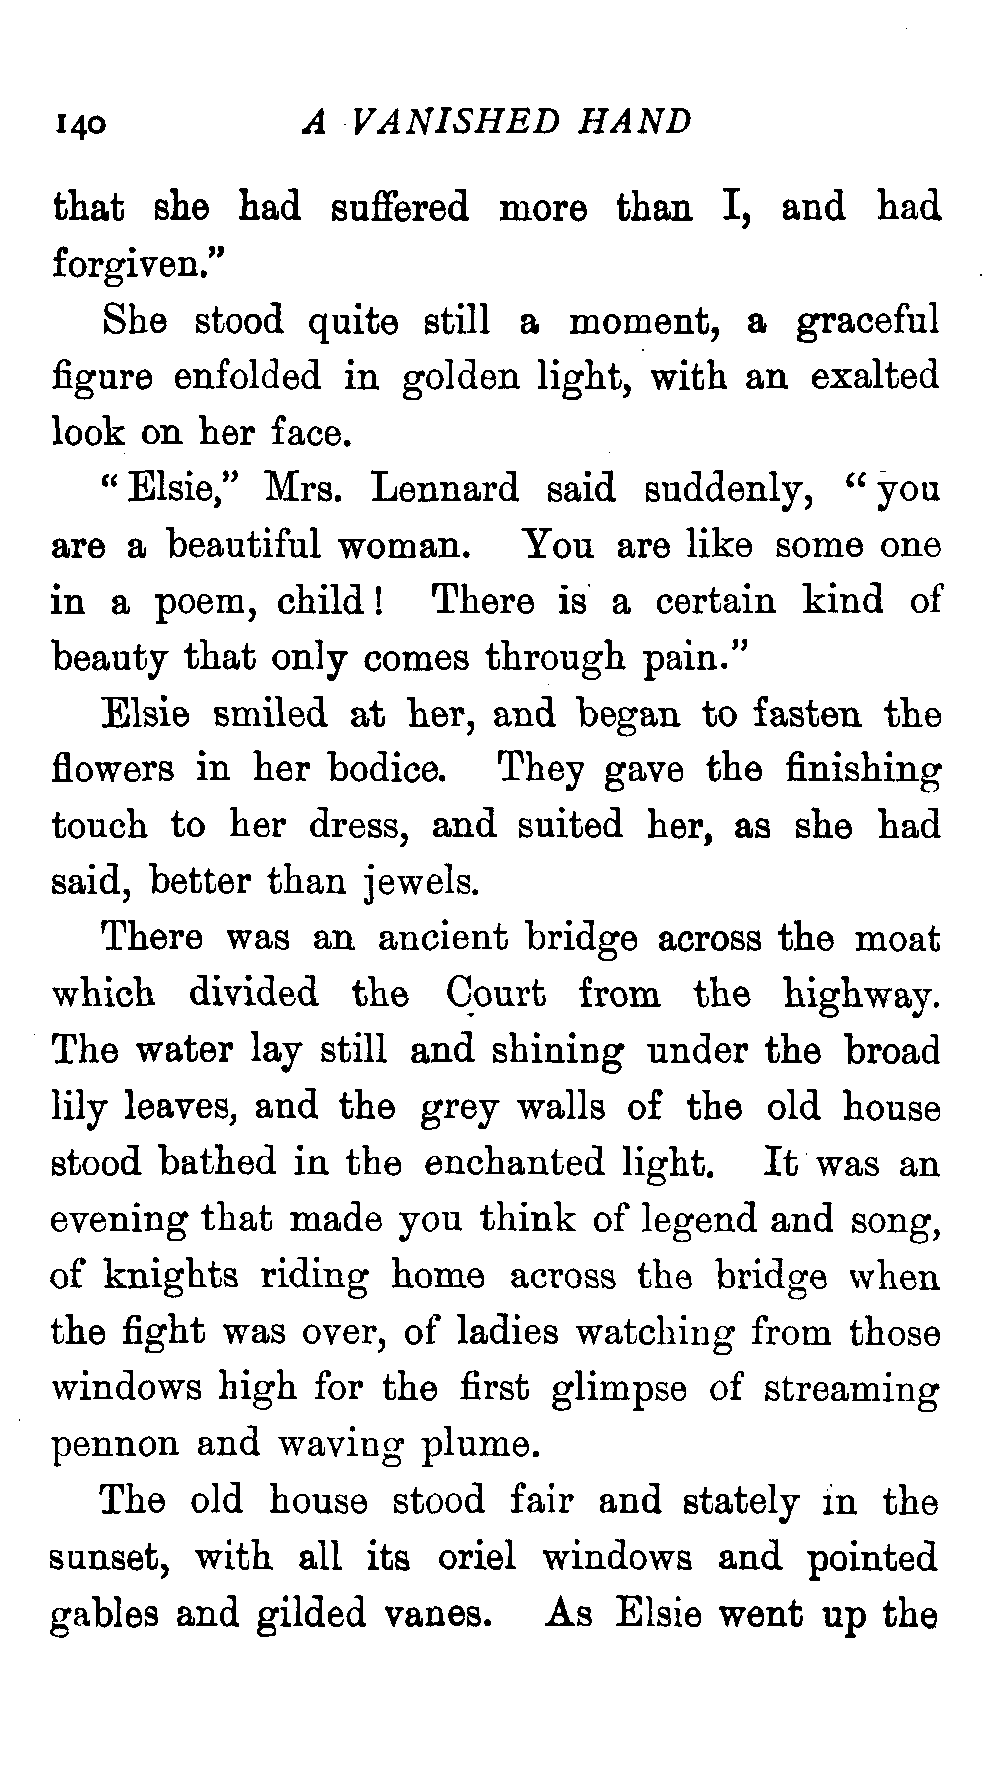 140 A VANISHED HAND
that she had suffered more than I, and had
forgiven.”
She stood quite still a moment, a graceful
figure enfolded in golden light, with an exalted
look on her face.
“Elsie,” Mrs. Lennard said suddenly, “you
are a beautiful woman. You are like some one
in a poem, child! There is a certain kind of
beauty that only comes through pain.”
Elsie smiled at her, and began to fasten the
flowers in her bodice. They gave the finishing
touch to her dress, and suited her, as she had
said, better than jewels.
There was an ancient bridge across the moat
which divided the Court from the highway.
The water lay still and shining under the broad
lily leaves, and the grey walls of the old house
stood bathed in the enchanted light. It was an
evening that made you think of legend and song,
of knights riding home across the bridge when
the fight was over, of ladies watching from those
windows high for the first glimpse of streaming
pennon and waving plume.
The old house stood fair and stately in the
sunset, with all its oriel windows and pointed
gables and gilded vanes. As Elsie went up the